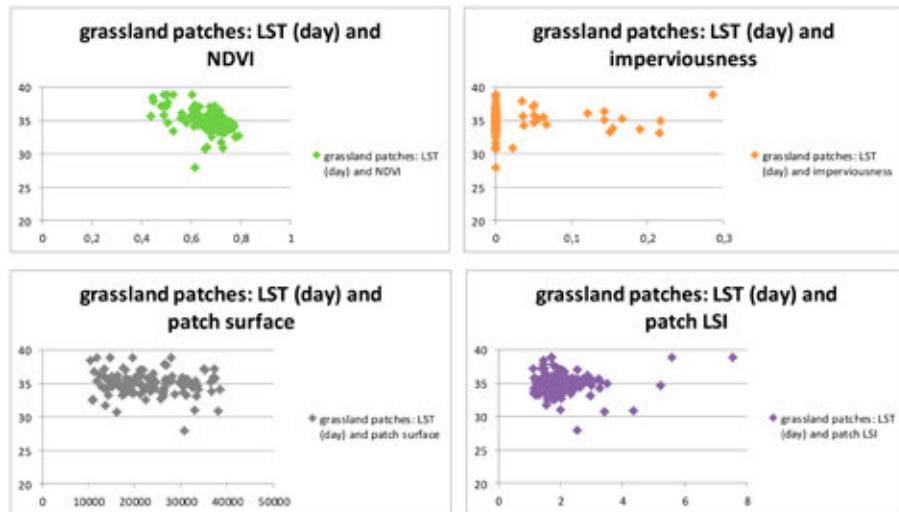 grassland patches: LST (day) and
NDVI
40
35
30
25
20
0 0,2 0,4 0,6 0,8 1
grassland patches: LST
(day) and NDVI
grassland patches: LST (day) and
imperviousness
40
35
30
25
20
0 0,1 0,2 0,3
grassland patches: LST
(day) and imperviousness
grassland patches: LST (day) and
patch surface
40
35
30
25
20
0 10000 20000 30000 40000 50000
grassland patches: LST
(day) and patch surface
grassland patches: LST (day) and
patch LSI
40
35
30
25
20
0 2 4 6 8
grassland patches: LST
(day) and patch LSI